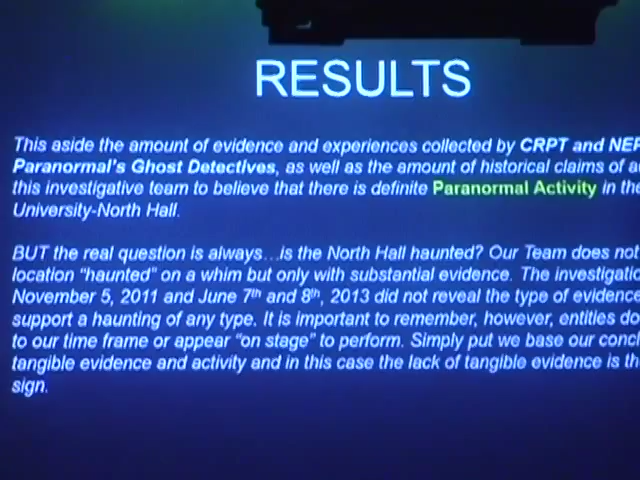 RESULTS
This aside the amount of evidence and experiences collected by CRPT and NEP
Paranormal's Ghost Detectives, as well as the amount of historical claims of a
this investigative team to believe that there is definite Paranormal Activity in the
University-North Hall.
BUT the real question is always…is the North Hall haunted? Our Team does not
location "haunted" on a whim but only with substantial evidence. The investigatio
November 5, 2011 and June 7th and 8th, 2013 did not reveal the type of evidence
support a haunting of any type. It is important to remember, however, entities do
to our time frame or appear "on stage" to perform. Simply put we base our concl
tangible evidence and activity and in this case the lack of tangible evidence is th
sign.